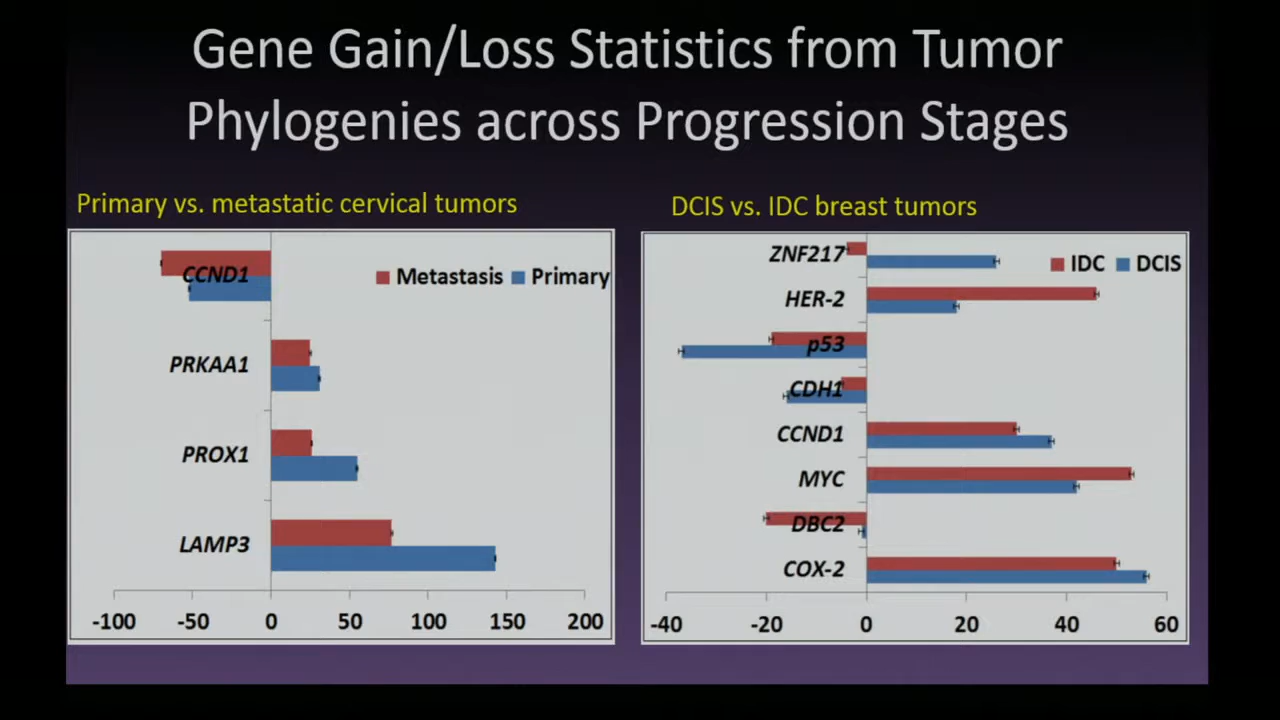 Gene Gain/Loss Statistics from Tumor
Phylogenies across Progression Stages
Primary vs. metastatic cervical tumors
CCND1
Metastasis Primary
PRKAA1
PROX1
LAMP3
-100 -50 0 50 100 150 200
DCIS vs. IDC breast tumors
ZNF217
IDC DCIS
HER-2
p53
CDH1
CCND1
MYC
DBC2
COX-2
-40 -20 0 20 40 60